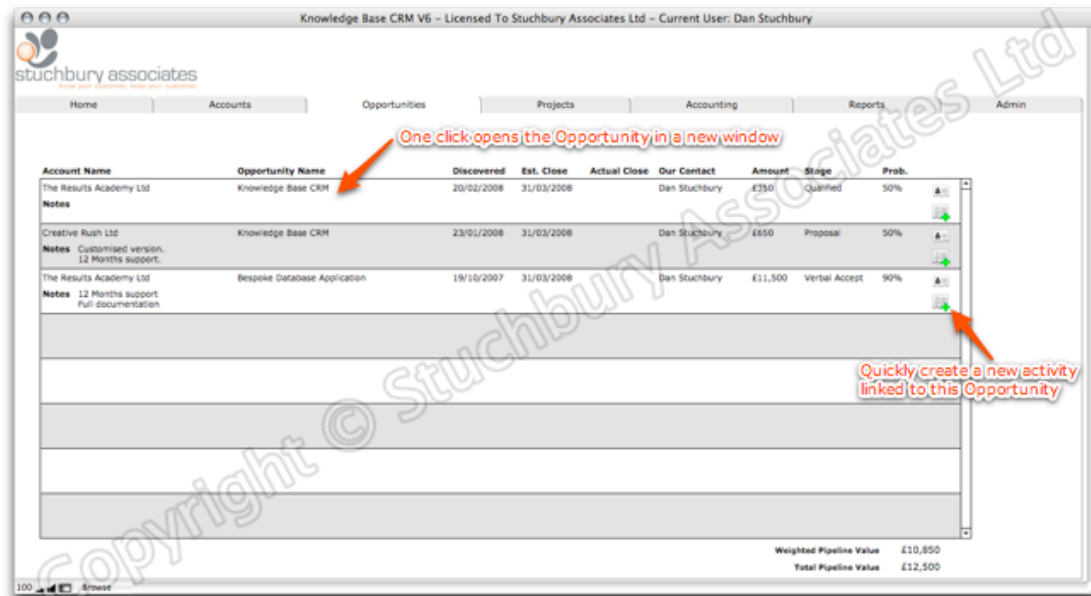 Knowledge Base CRM V6 – Licensed To Stuchbury Associates Ltd – Current User: Dan Stuchbury
stuchbury associates
know your customer, keep your customer
Home Accounts Opportunities Projects Accounting Reports Admin
One click opens the Opportunity in a new window
Account Name Opportunity Name Discovered Est. Close Actual Close Our Contact Amount Stage Prob.
The Results Academy Ltd Knowledge Base CRM 20/02/2008 31/03/2008 Dan Stuchbury £350 Qualified 50%
Notes
Creative Rush Ltd Knowledge Base CRM 23/01/2008 31/03/2008 Dan Stuchbury £650 Proposal 50%
Notes Customised version.
12 Months support.
The Results Academy Ltd Bespoke Database Application 19/10/2007 31/03/2008 Dan Stuchbury £11,500 Verbal Accept 90%
Notes 12 Months support
Full documentation
Quickly create a new activity
linked to this Opportunity
Weighted Pipeline Value £10,850
Total Pipeline Value £12,500
100 Browse
Copyright © Stuchbury Associates Ltd